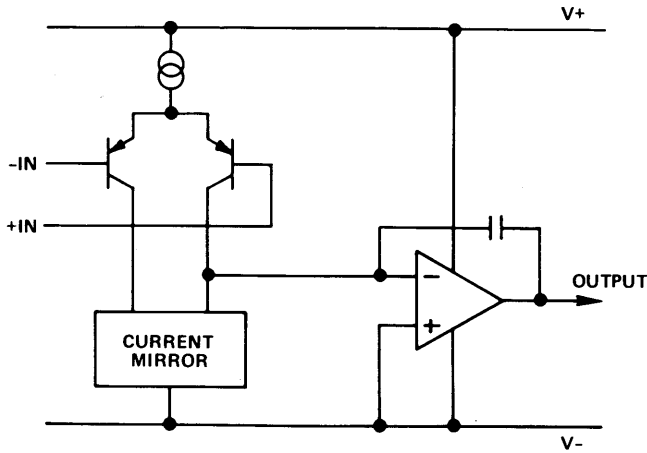 V+
–IN
+IN
–
OUTPUT
+
CURRENT
MIRROR
V–